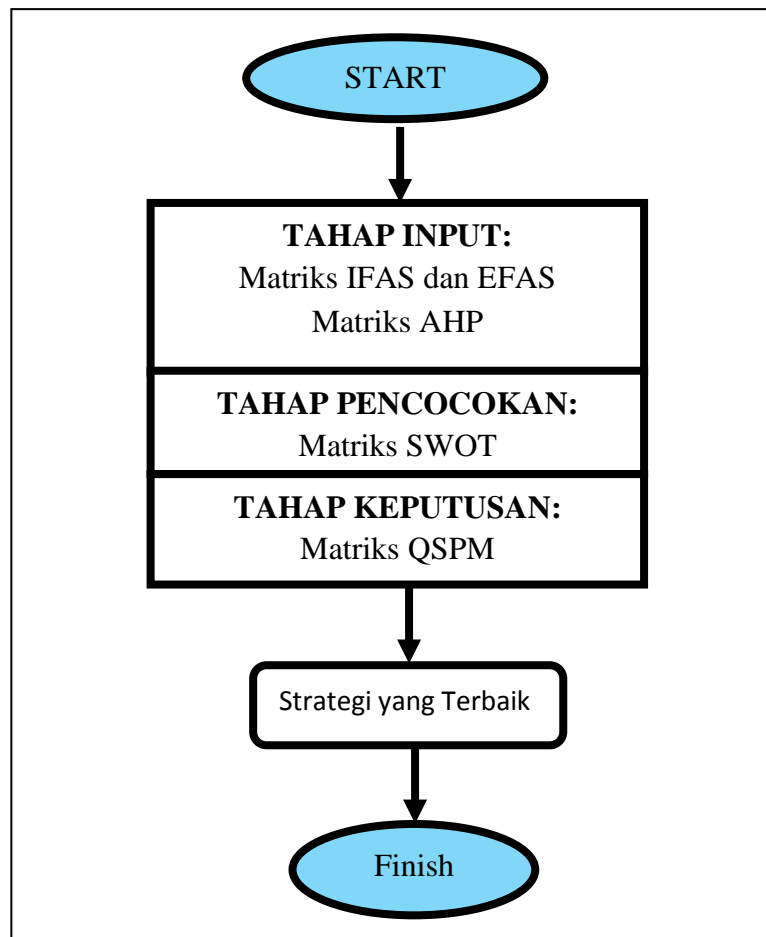 START
TAHAP INPUT:
Matriks IFAS dan EFAS
Matriks AHP
TAHAP PENCOCOKAN:
Matriks SWOT
TAHAP KEPUTUSAN:
Matriks QSPM
Strategi yang Terbaik
Finish